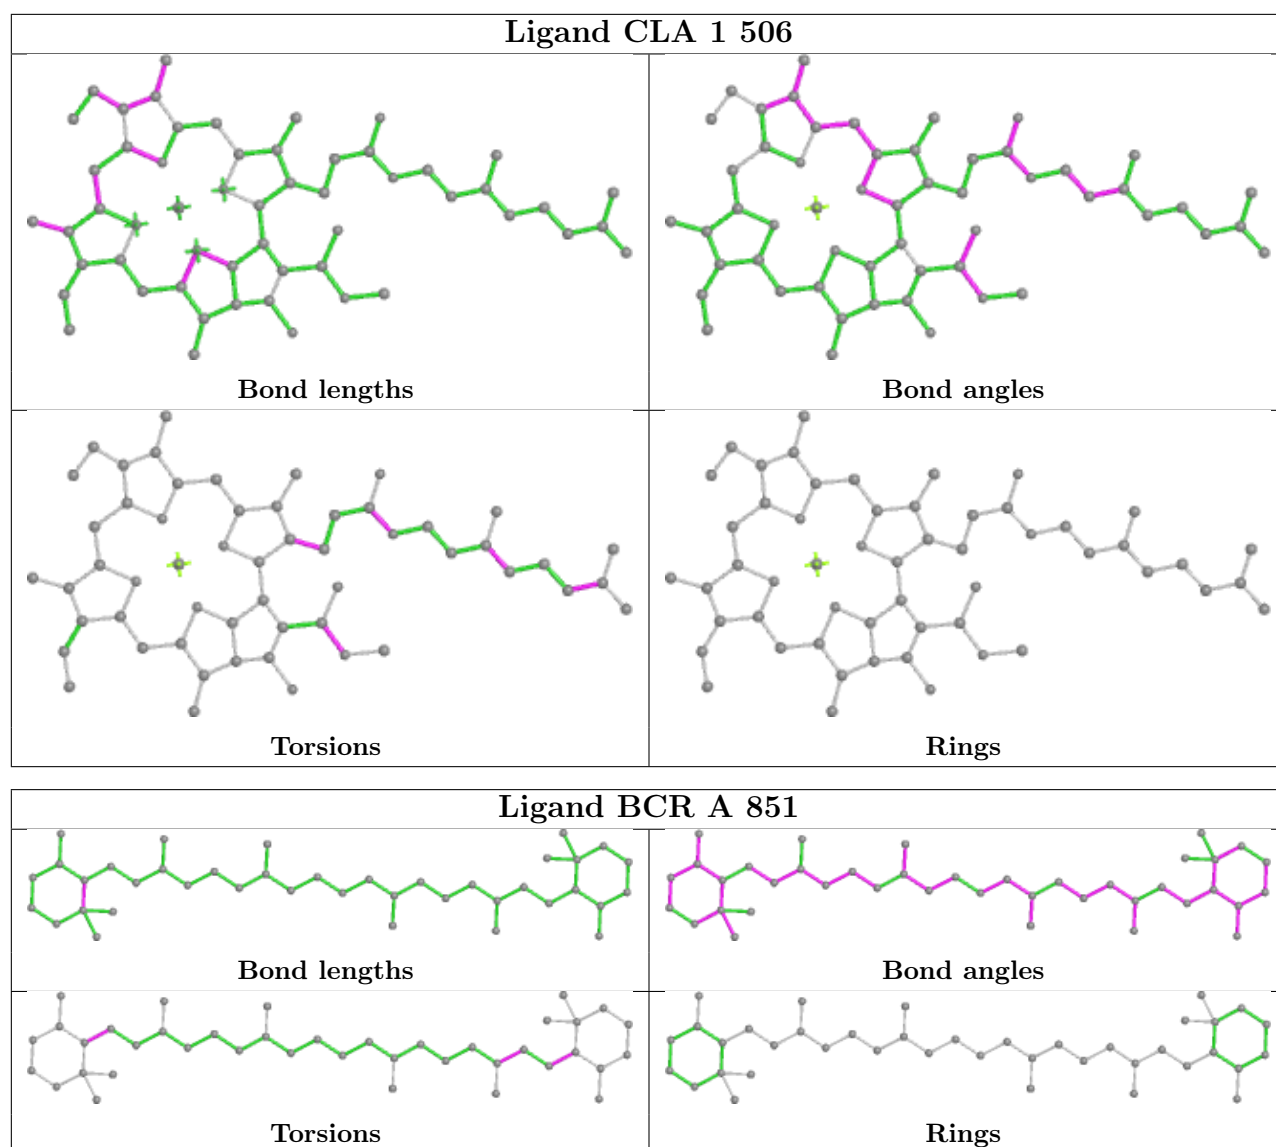 Ligand CLA 1 506
Bond lengths
Bond angles
Torsions
Rings
Ligand BCR A 851
Bond lengths
Bond angles
Torsions
Rings